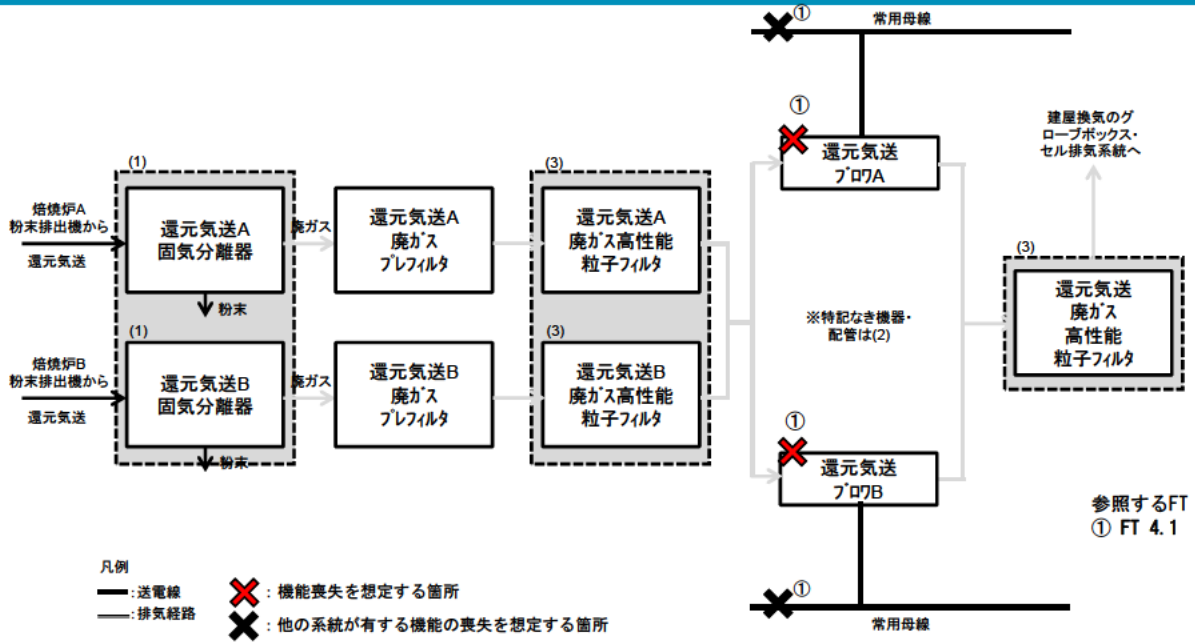 ①
常用母線
①
還元気送
ブロワA
建屋換気のグ
ローブボックス・
セル排気系統へ
(1)
焙焼炉A
粉末排出機から
還元気送
還元気送A
固気分離器
粉末
廃ガス
還元気送A
廃ガス
プレフィルタ
(3)
還元気送A
廃ガス高性能
粒子フィルタ
(1)
焙焼炉B
粉末排出機から
還元気送
還元気送B
固気分離器
粉末
廃ガス
還元気送B
廃ガス
プレフィルタ
(3)
還元気送B
廃ガス高性能
粒子フィルタ
※特記なき機器・
配管は(2)
(3)
還元気送
廃ガス
高性能
粒子フィルタ
①
還元気送
ブロワB
参照するFT
① FT 4.1
①
常用母線
凡例
:送電線
:排気経路
: 機能喪失を想定する箇所
: 他の系統が有する機能の喪失を想定する箇所